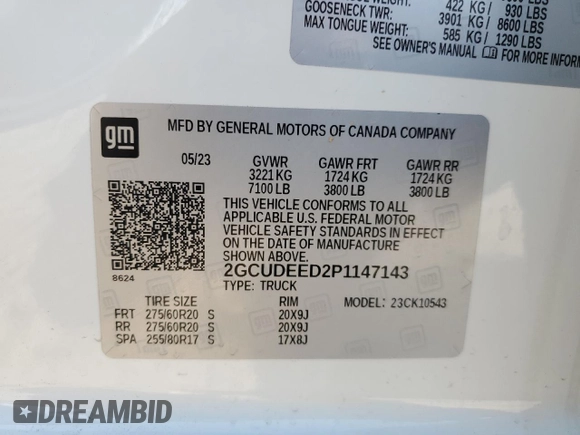 422 KG / 930 LBS
GOOSENECK TWR: 3901 KG / 8600 LBS
MAX TONGUE WEIGHT: 585 KG / 1290 LBS
SEE OWNER'S MANUAL FOR MORE
gm
MFD BY GENERAL MOTORS OF CANADA COMPANY
05/23 GVWR GAWR FRT GAWR RR
3221 KG 1724 KG 1724 KG
7100 LB 3800 LB 3800 LB
THIS VEHICLE CONFORMS TO ALL
APPLICABLE U.S. FEDERAL MOTOR
VEHICLE SAFETY STANDARDS IN EFFECT
ON THE DATE OF MANUFACTURE
SHOWN ABOVE.
8624
2GCUDEED2P1147143
TYPE: TRUCK
TIRE SIZE RIM MODEL: 23CK10543
FRT 275/60R20 S 20X9J
RR 275/60R20 S 20X9J
SPA 255/80R17 S 17X8J
DREAMBID